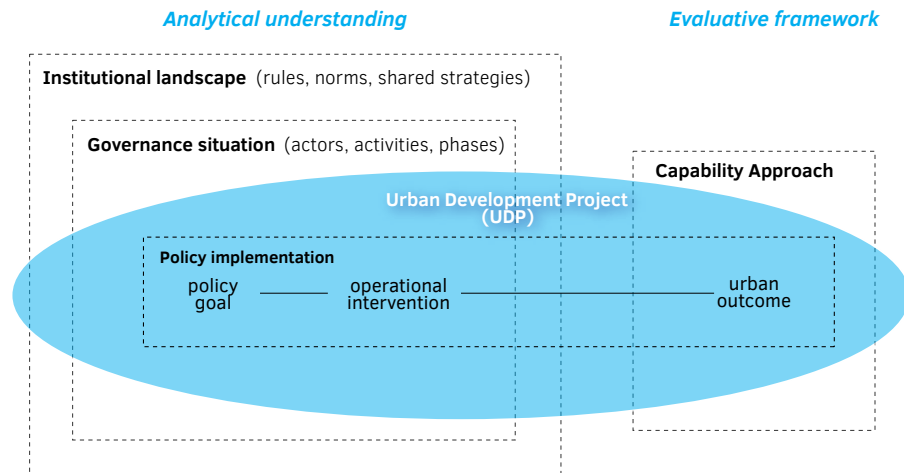 Analytical understanding
Evaluative framework
Institutional landscape (rules, norms, shared strategies)
Governance situation (actors, activities, phases)
Capability Approach
Urban Development Project
(UDP)
Policy implementation
policy
goal
operational
intervention
urban
outcome